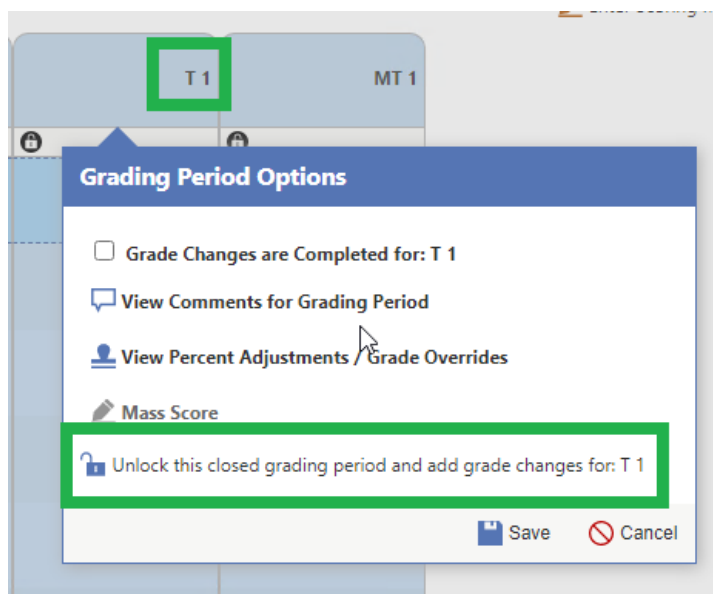 T 1
MT 1
Grading Period Options
Grade Changes are Completed for: T 1
View Comments for Grading Period
View Percent Adjustments / Grade Overrides
Mass Score
Unlock this closed grading period and add grade changes for: T 1
Save Cancel